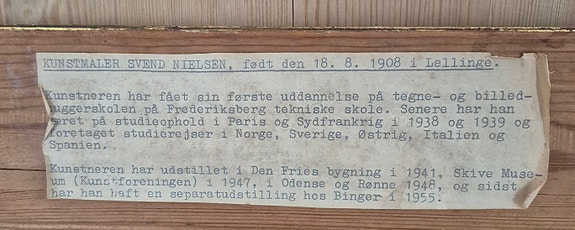 KUNSTMALER SVEND NIELSEN, født den 18. 8. 1908 i Lellinge.
Kunstneren har fået sin første uddannelse på tegne- og billed-
uggerskolen på Frederiksberg tekniske skole. Senere har han
æret på studieophold i Paris og Sydfrankrig i 1938 og 1939 og
foretaget studierejser i Norge, Sverige, Østrig, Italien og
Spanien.
Kunstneren har udstillet i Den Fries bygning i 1941, Skive Muse-
um (Kunstforeningen) i 1947, i Odense og Rønne 1948, og sidst
har han haft en separatudstilling hos Binger i 1955.